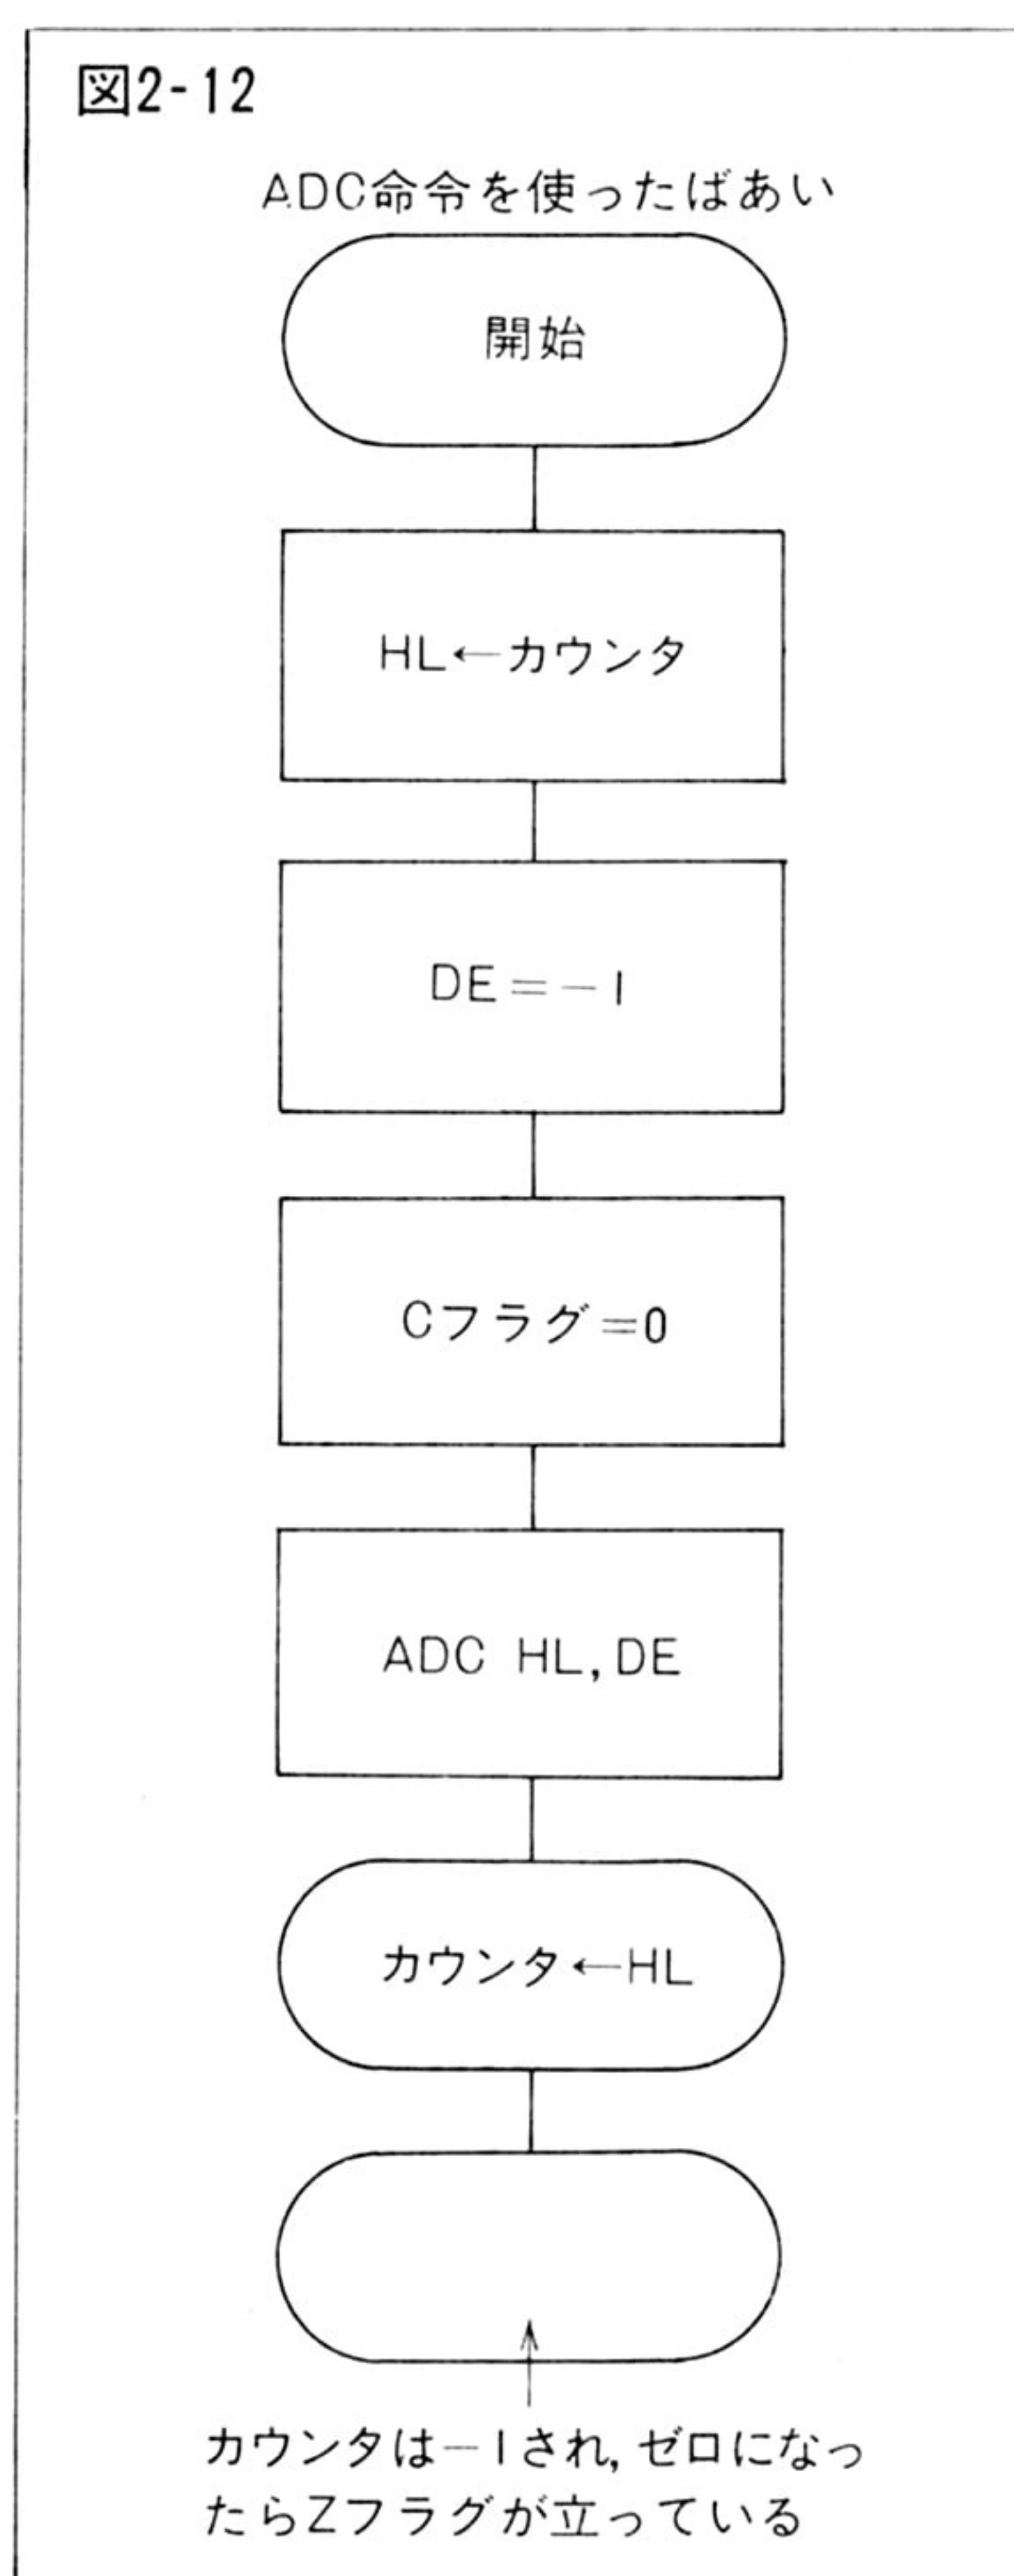 図2-12
ADC命令を使ったばあい
開始
HL←カウンタ
DE=-1
Cフラグ=0
ADC HL,DE
カウンタ←HL
カウンタは-1され,ゼロになっ
たらZフラグが立っている